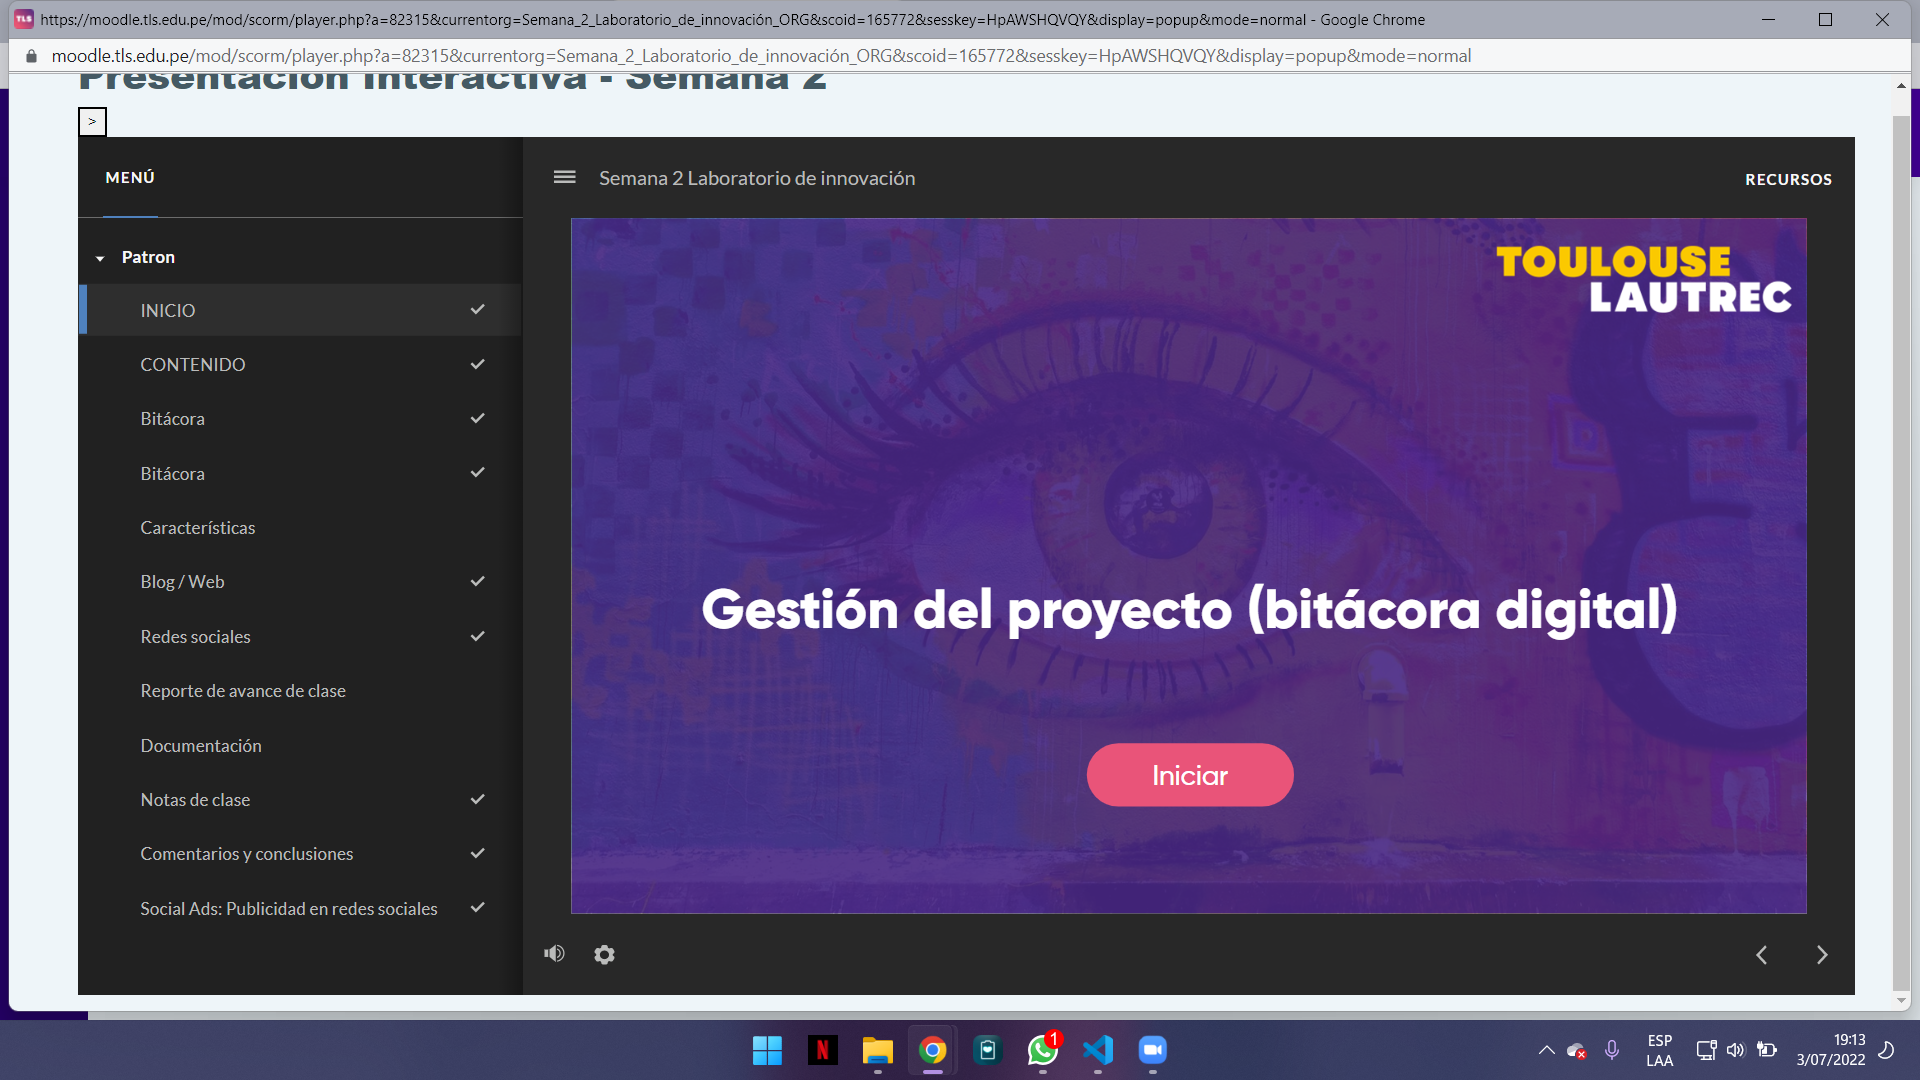 https://moodle.tls.edu.pe/mod/scorm/player.php?a=82315&currentorg=Semana_2_Laboratorio_de_innovación_ORG&scoid=165772&sesskey=HpAWSHQVQY&display=popup&mode=normal - Google Chrome
moodle.tls.edu.pe/mod/scorm/player.php?a=82315&currentorg=Semana_2_Laboratorio_de_innovación_ORG&scoid=165772&sesskey=HpAWSHQVQY&display=popup&mode=normal
Presentación Interactiva - Semana 2
>
MENÚ
Semana 2 Laboratorio de innovación
RECURSOS
Patron
INICIO
CONTENIDO
Bitácora
Bitácora
Características
Blog / Web
Redes sociales
Reporte de avance de clase
Documentación
Notas de clase
Comentarios y conclusiones
Social Ads: Publicidad en redes sociales
TOULOUSE
LAUTREC
Gestión del proyecto (bitácora digital)
Iniciar
TLS
N
1
ESP
LAA
19:13
3/07/2022